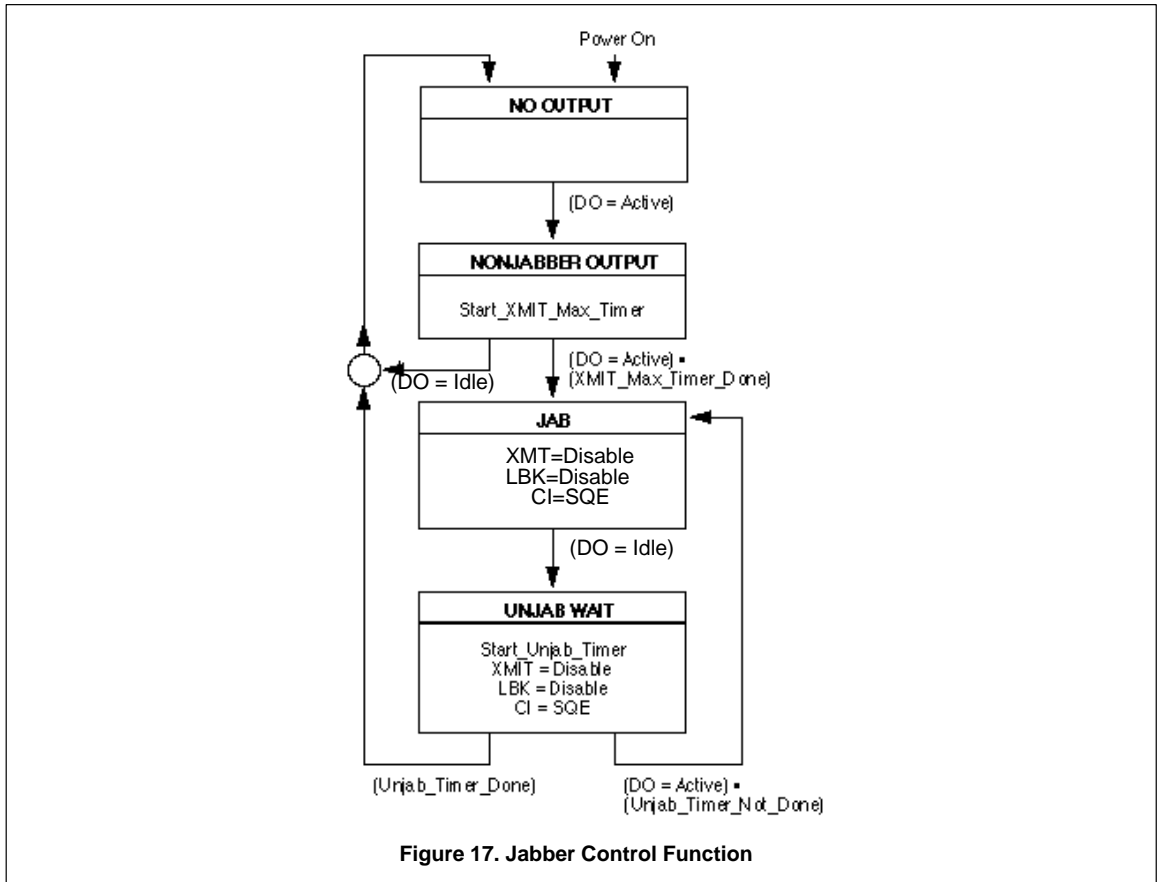 Power On
NO OUTPUT
(DO = Active)
NONJABBER OUTPUT
Start_XMIT_Max_Timer
(DO = Idle)
(DO = Active) ▪
(XMIT_Max_Timer_Done)
JAB
XMT=Disable
LBK=Disable
CI=SQE
(DO = Idle)
UNJAB WAIT
Start_Unjab_Timer
XMIT = Disable
LBK = Disable
CI = SQE
(Unjab_Timer_Done)
(DO = Active) ▪
(Unjab_Timer_Not_Done)
Figure 17. Jabber Control Function